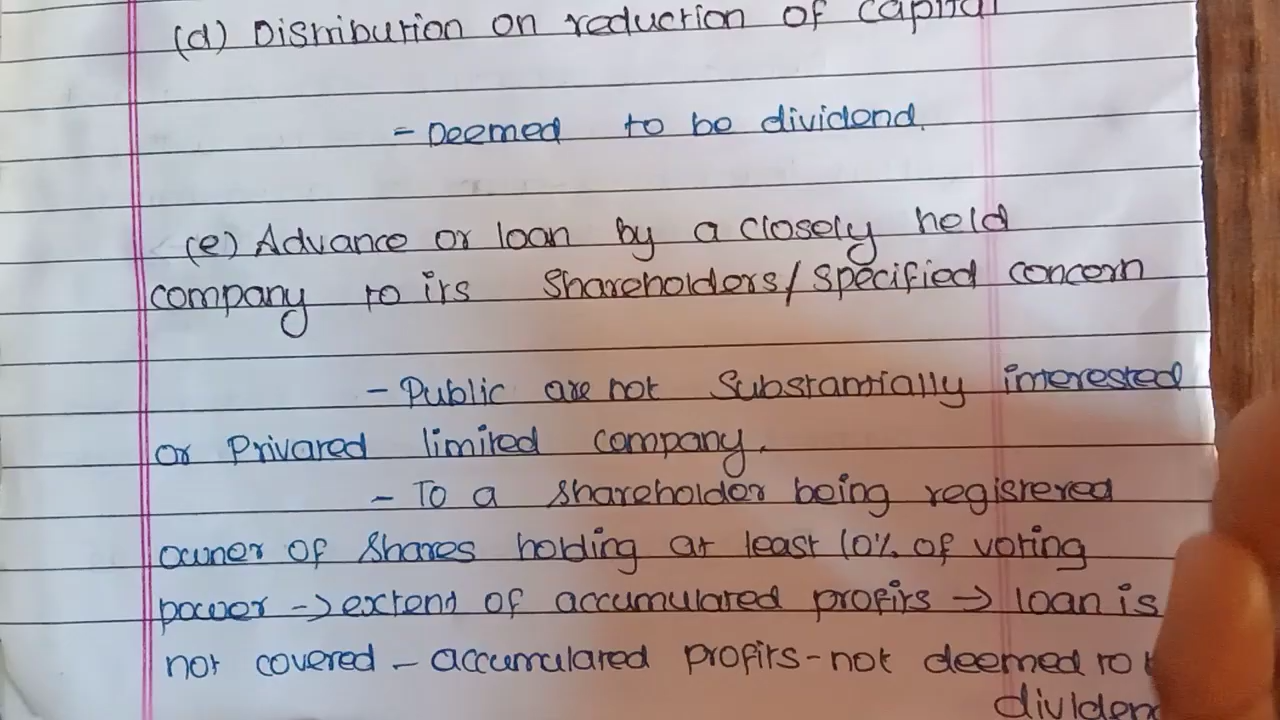 (d) Distribution on reduction of capital
= Deemed to be dividend.
(e) Advance or loan by a closely held
company to its Shareholders/specified concern
- Public are not Substantially interested
or Privated limited company.
- To a shareholder being registered
owner of shares holding at least 10% of voting
power -> extend of accumulated profits -> loan is
not covered - accumulated profits - not deemed to